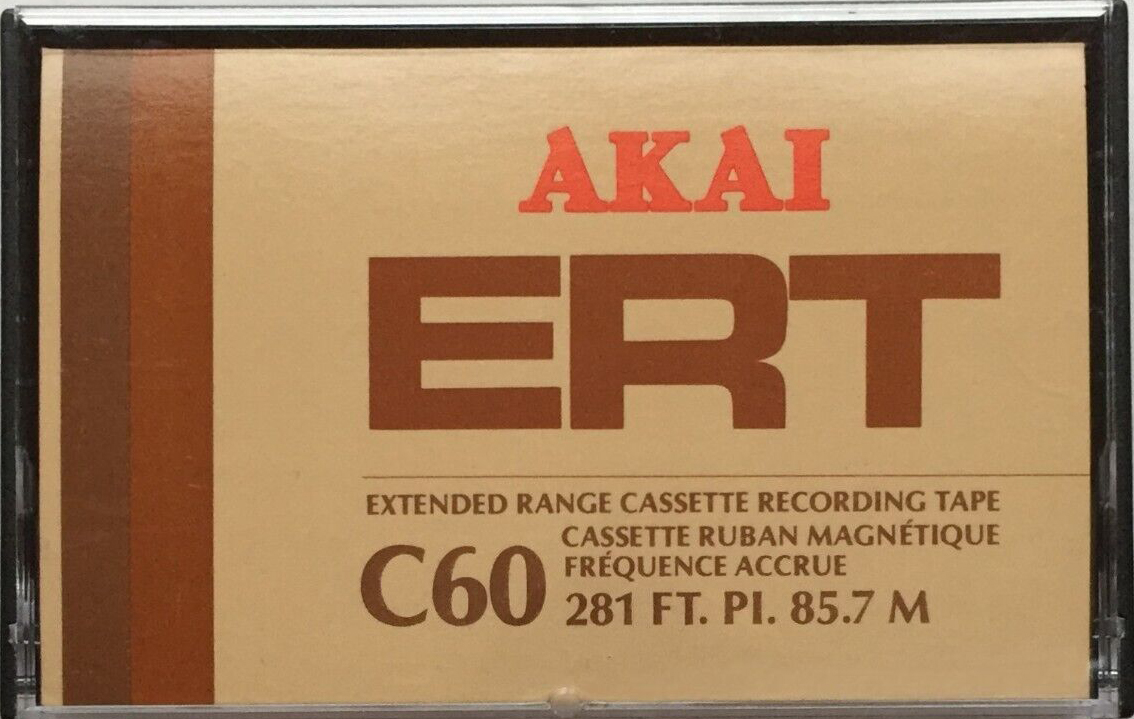 AKAI
ERT
EXTENDED RANGE CASSETTE RECORDING TAPE
C60
CASSETTE RUBAN MAGNÉTIQUE
FRÉQUENCE ACCRUE
281 FT. PI. 85.7 M